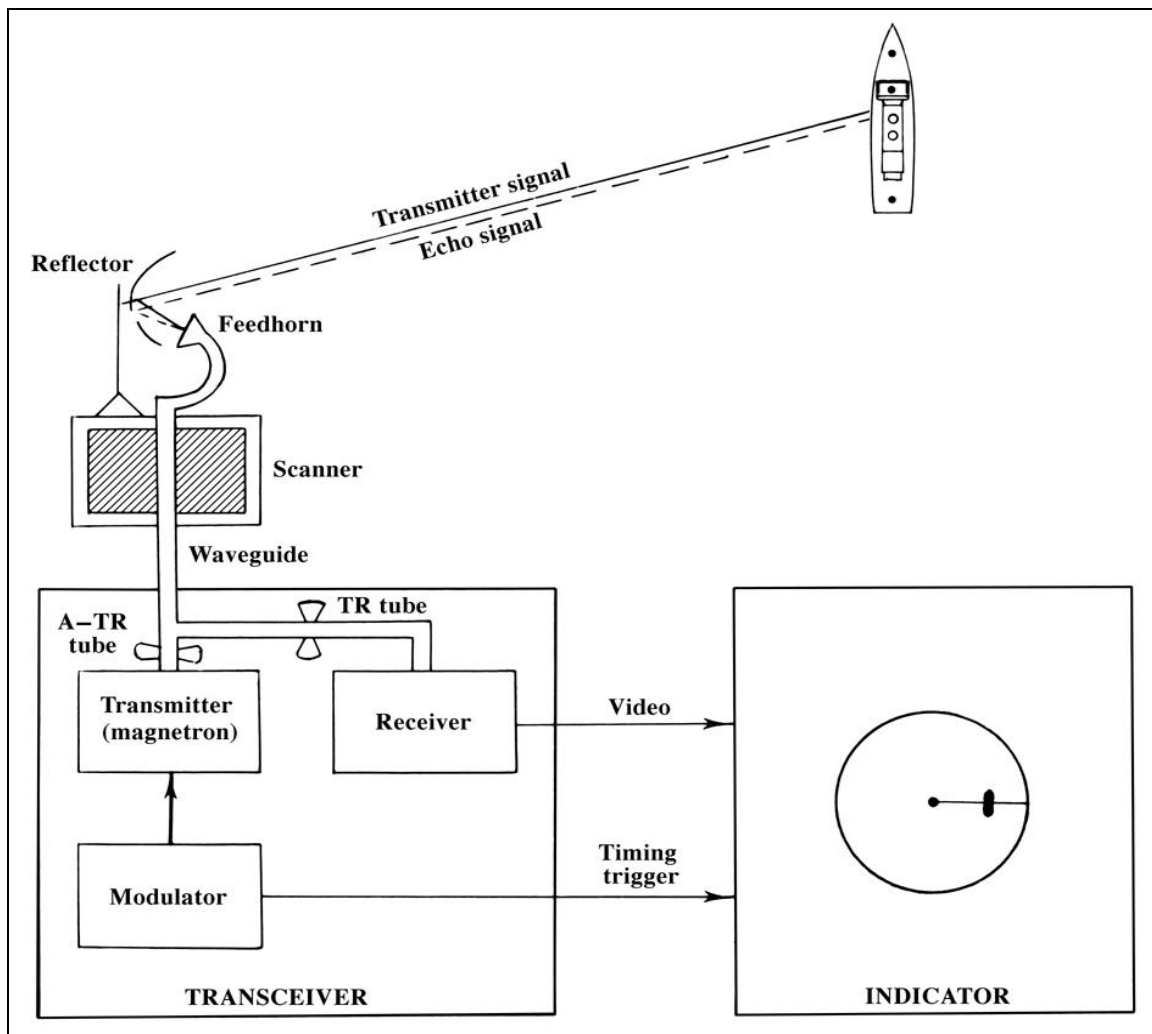 Transmitter signal
Echo signal
Reflector
Feedhorn
Scanner
Waveguide
TR tube
A–TR
tube
Transmitter
(magnetron)
Receiver
Video
Timing
trigger
Modulator
TRANSCEIVER
INDICATOR